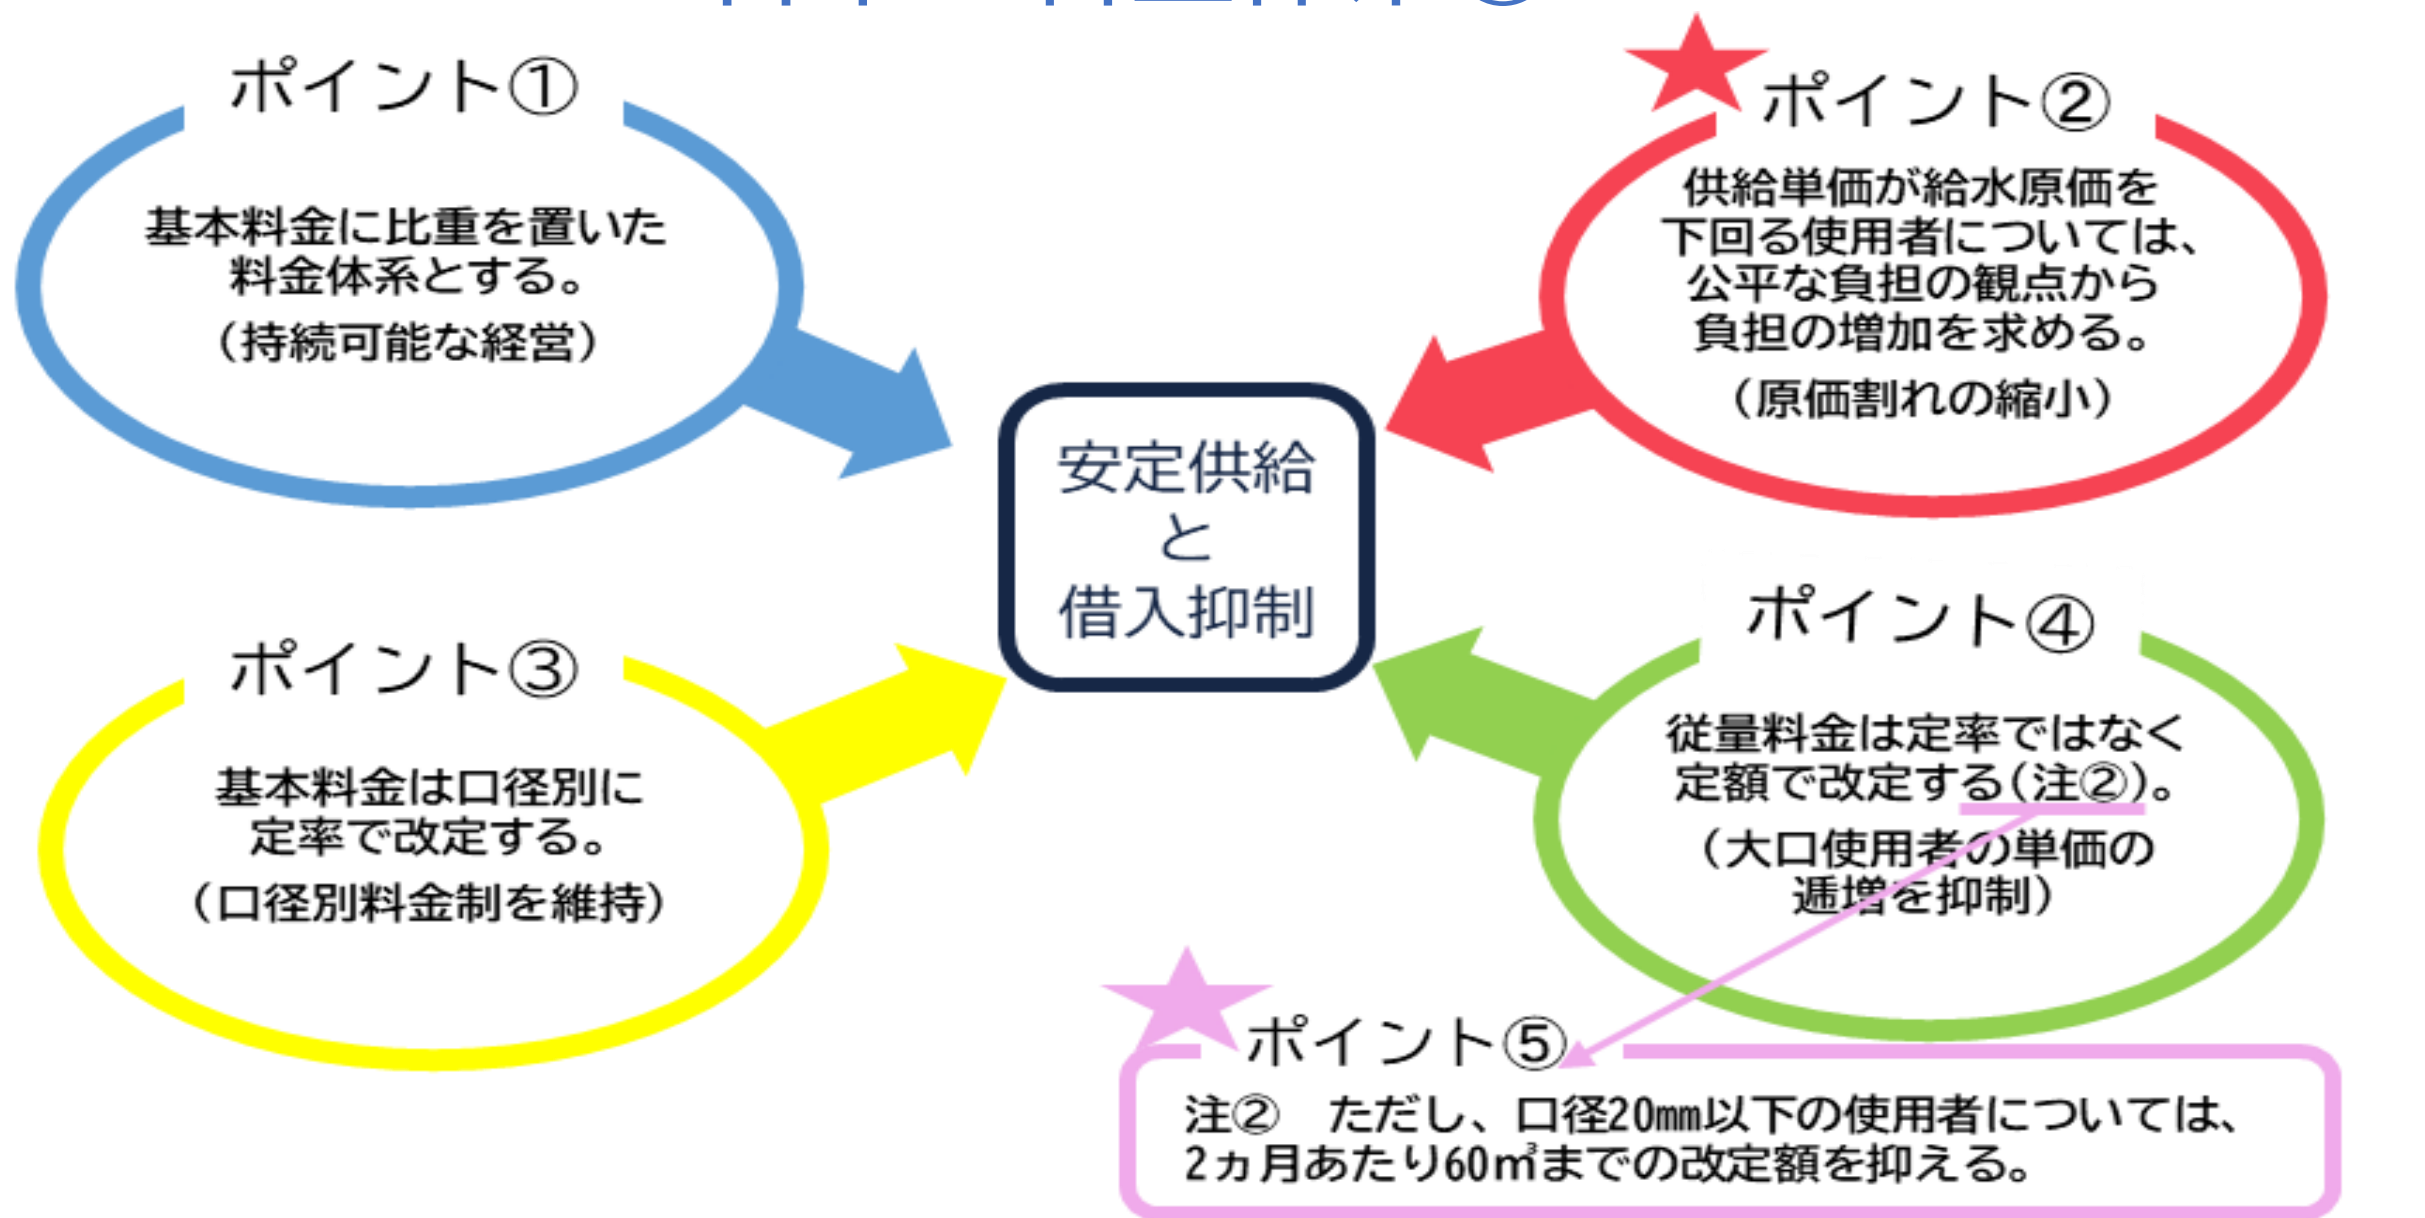 ポイント①
基本料金に比重を置いた
料金体系とする。
（持続可能な経営）
ポイント②
供給単価が給水原価を
下回る使用者については、
公平な負担の観点から
負担の増加を求める。
（原価割れの縮小）
安定供給
と
借入抑制
ポイント③
基本料金は口径別に
定率で改定する。
（口径別料金制を維持）
ポイント④
従量料金は定率ではなく
定額で改定する(注②)。
（大口使用者の単価の
逓増を抑制）
ポイント⑤
注②　ただし、口径20㎜以下の使用者については、
2ヵ月あたり60㎥までの改定額を抑える。